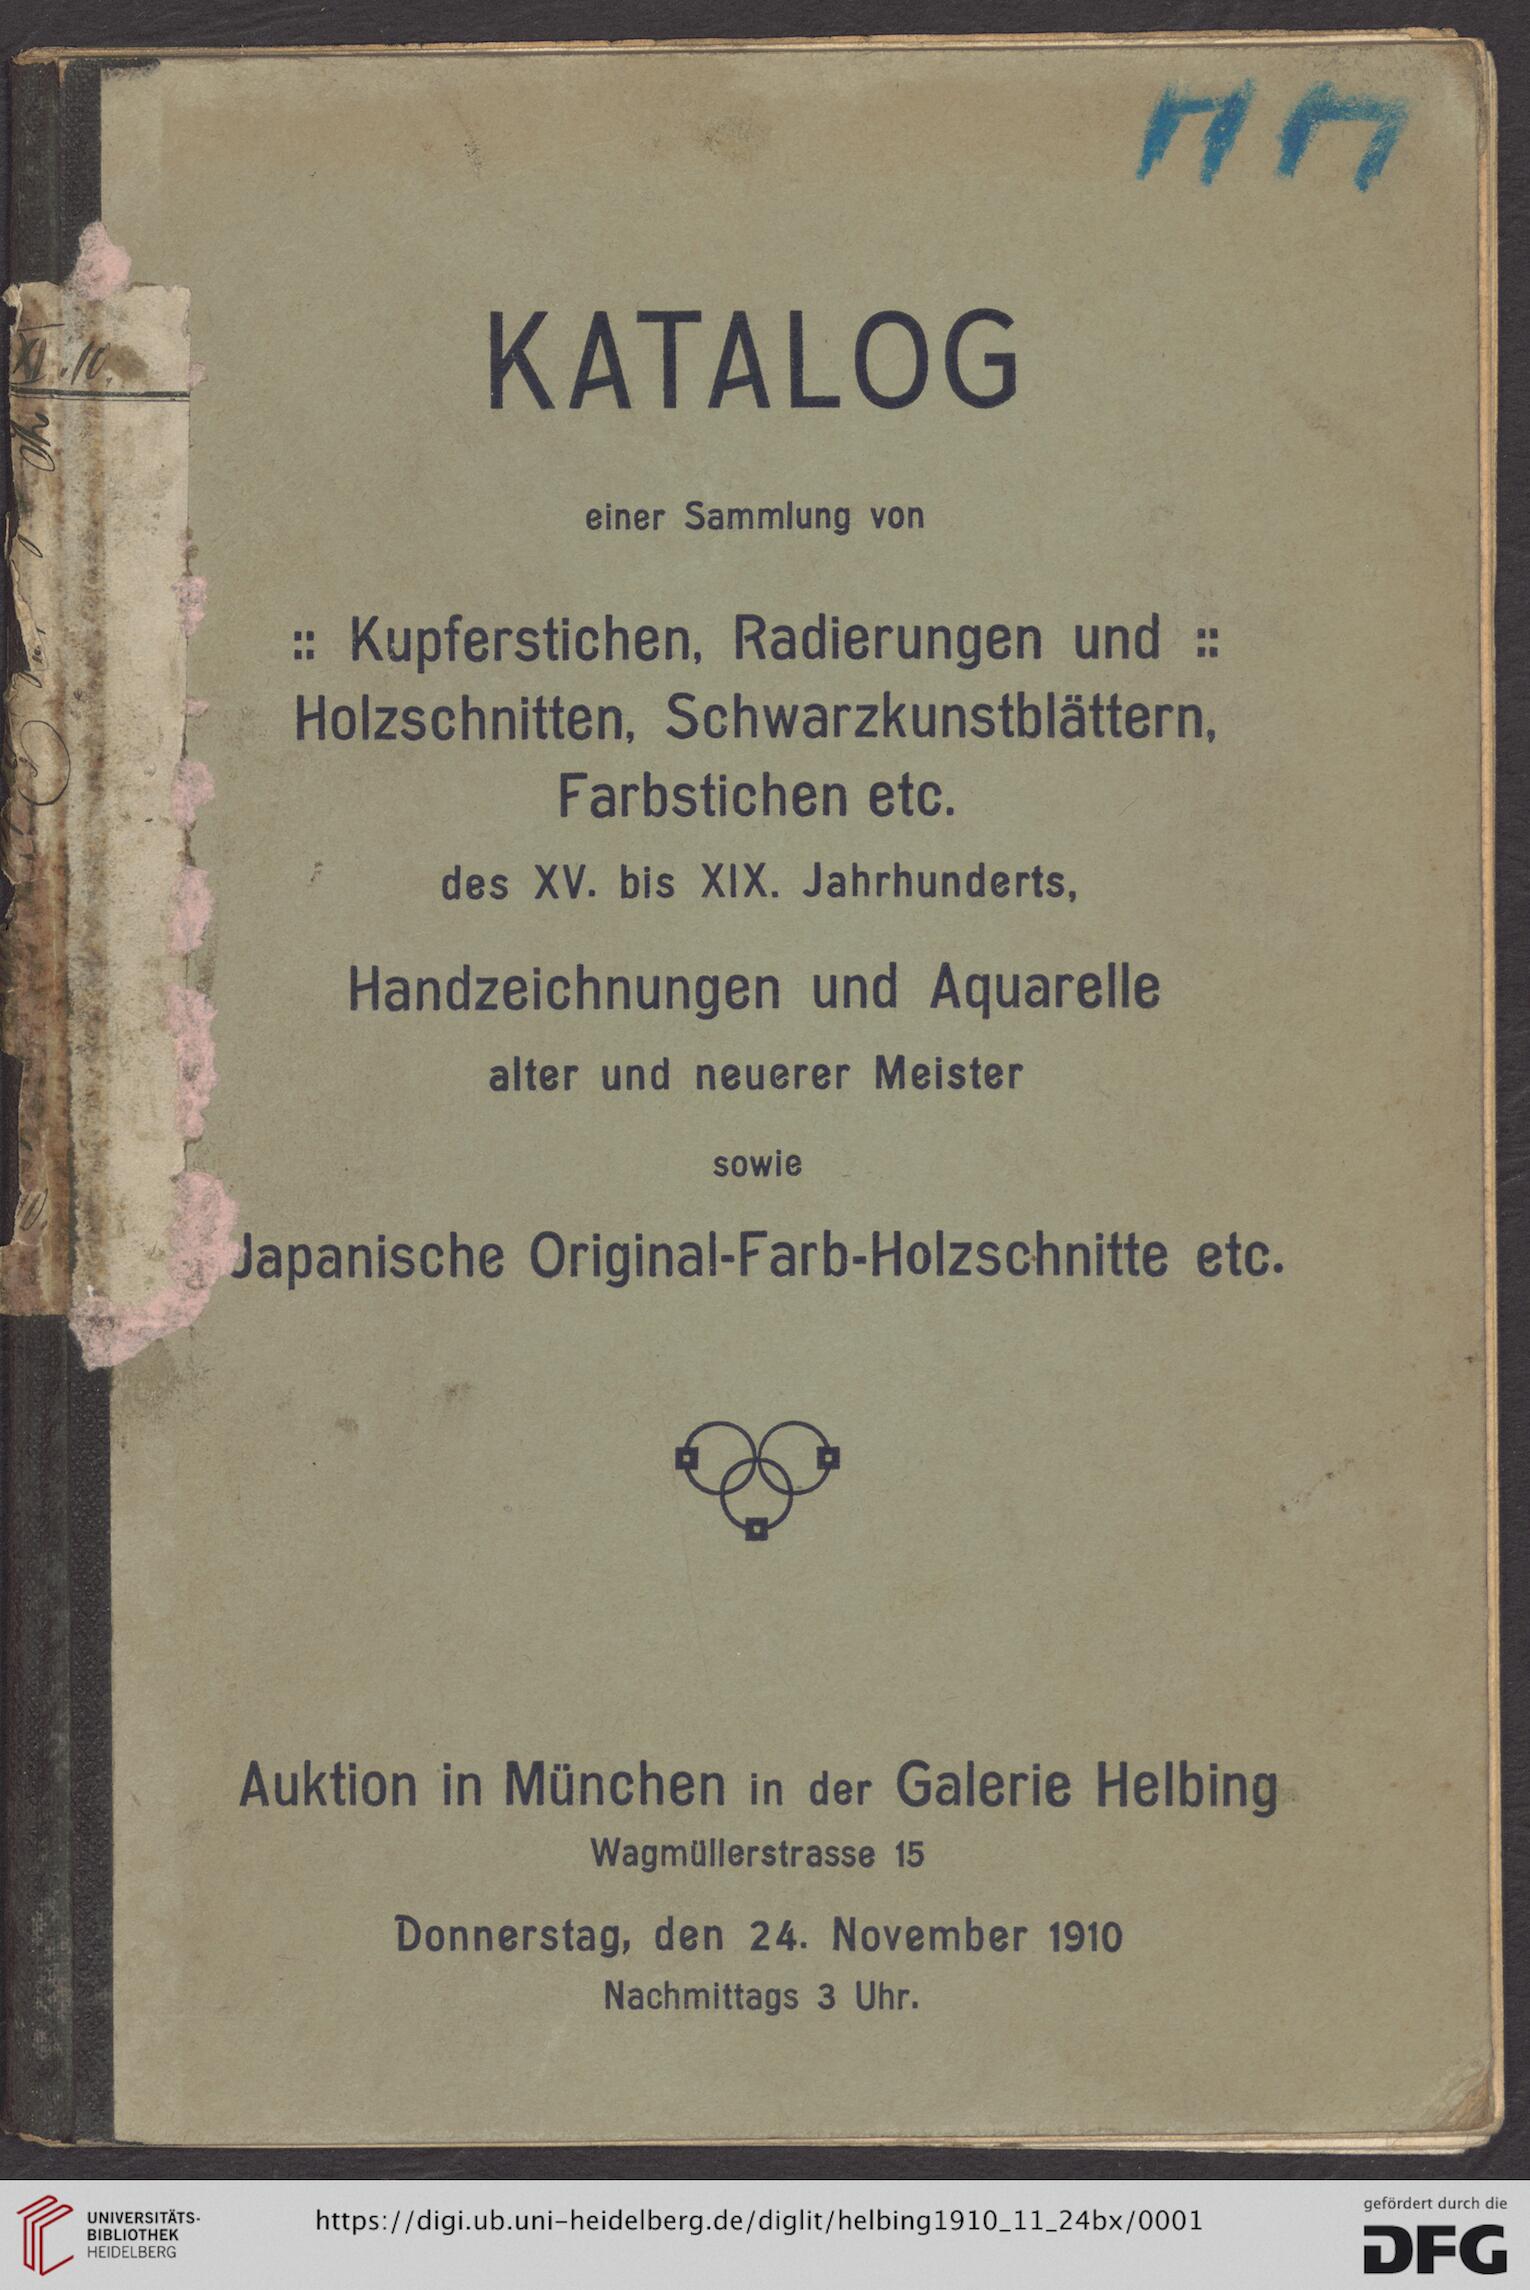 KATALOG
einer Sammlung von
:: Kupferstichen, Radierungen und ::
Holzschnitten, Schwarzkunstblättern,
Farbstichen etc.
des XV. bis XIX. Jahrhunderts,
Handzeichnungen und Aquarelle
alter und neuerer Meister
sowie
Japanische Original-Farb-Holzschnitte etc.
Auktion in München in der Galerie Helbing
Wagmüllerstrasse 15
Donnerstag, den 24. November 1910
Nachmittags 3 Uhr.
XI. 10.
UNIVERSITÄTS-
BIBLIOTHEK
HEIDELBERG
https://digi.ub.uni-heidelberg.de/diglit/helbing1910_11_24bx/0001
gefördert durch die
DFG